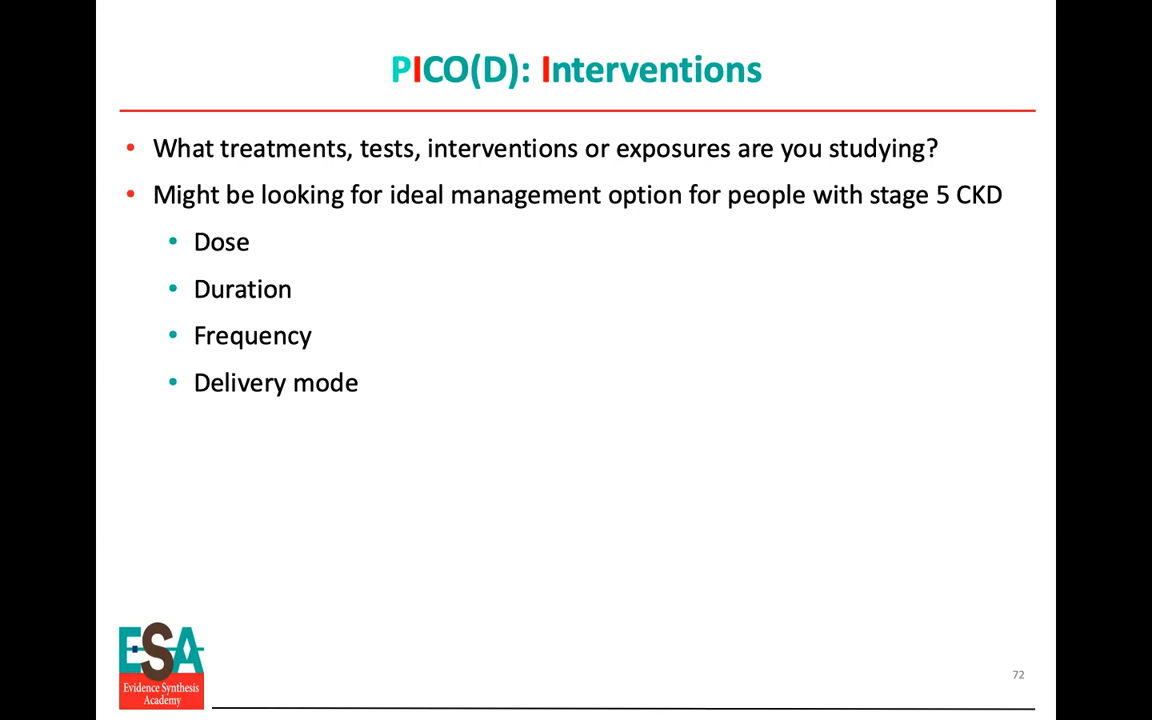 PICO(D): Interventions
• What treatments, tests, interventions or exposures are you studying?
• Might be looking for ideal management option for people with stage 5 CKD
• Dose
• Duration
• Frequency
• Delivery mode
ESA
Evidence Synthesis
Academy
72